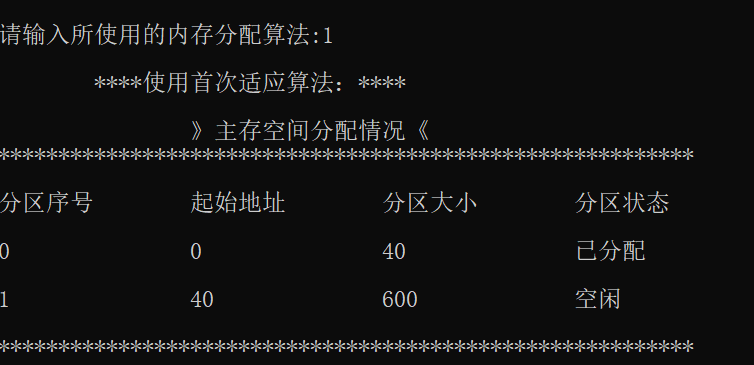 请输入所使用的内存分配算法:1
****使用首次适应算法：****
》主存空间分配情况《
**********************************************************
分区序号 起始地址 分区大小 分区状态
0 0 40 已分配
1 40 600 空闲
**********************************************************